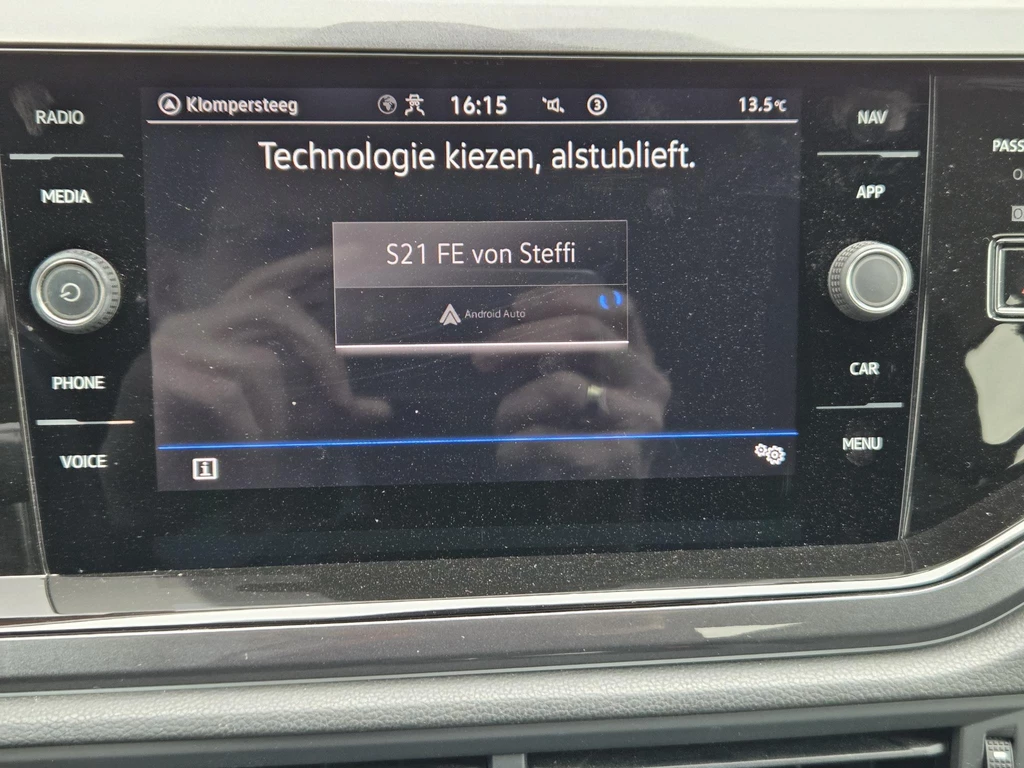 RADIO
MEDIA
PHONE
VOICE
Klompersteeg
16:15
3
13.5°C
Technologie kiezen, alstublieft.
S21 FE von Steffi
Android Auto
i
NAV
APP
CAR
MENU
PASS